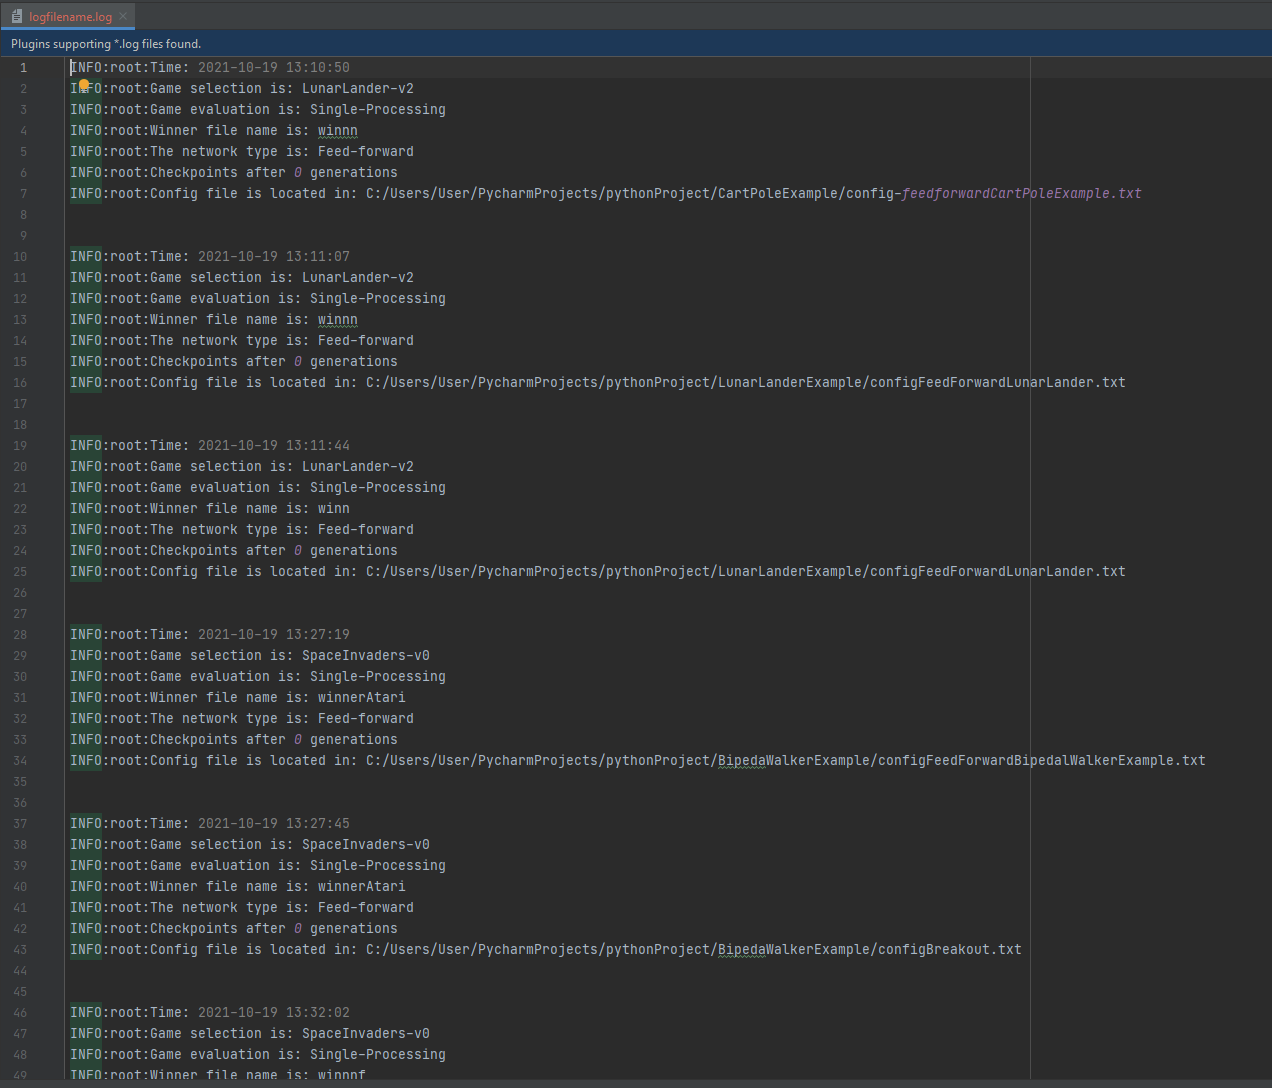 logfilename.log
Plugins supporting *.log files found.
1 INFO:root:Time: 2021-10-19 13:10:50
2 INFO:root:Game selection is: LunarLander-v2
3 INFO:root:Game evaluation is: Single-Processing
4 INFO:root:Winner file name is: winnn
5 INFO:root:The network type is: Feed-forward
6 INFO:root:Checkpoints after 0 generations
7 INFO:root:Config file is located in: C:/Users/User/PycharmProjects/pythonProject/CartPoleExample/config-feedforwardCartPoleExample.txt
8
9
10 INFO:root:Time: 2021-10-19 13:11:07
11 INFO:root:Game selection is: LunarLander-v2
12 INFO:root:Game evaluation is: Single-Processing
13 INFO:root:Winner file name is: winnn
14 INFO:root:The network type is: Feed-forward
15 INFO:root:Checkpoints after 0 generations
16 INFO:root:Config file is located in: C:/Users/User/PycharmProjects/pythonProject/LunarLanderExample/configFeedForwardLunarLander.txt
17
18
19 INFO:root:Time: 2021-10-19 13:11:44
20 INFO:root:Game selection is: LunarLander-v2
21 INFO:root:Game evaluation is: Single-Processing
22 INFO:root:Winner file name is: winn
23 INFO:root:The network type is: Feed-forward
24 INFO:root:Checkpoints after 0 generations
25 INFO:root:Config file is located in: C:/Users/User/PycharmProjects/pythonProject/LunarLanderExample/configFeedForwardLunarLander.txt
26
27
28 INFO:root:Time: 2021-10-19 13:27:19
29 INFO:root:Game selection is: SpaceInvaders-v0
30 INFO:root:Game evaluation is: Single-Processing
31 INFO:root:Winner file name is: winnerAtari
32 INFO:root:The network type is: Feed-forward
33 INFO:root:Checkpoints after 0 generations
34 INFO:root:Config file is located in: C:/Users/User/PycharmProjects/pythonProject/BipedaWalkerExample/configFeedForwardBipedalWalkerExample.txt
35
36
37 INFO:root:Time: 2021-10-19 13:27:45
38 INFO:root:Game selection is: SpaceInvaders-v0
39 INFO:root:Game evaluation is: Single-Processing
40 INFO:root:Winner file name is: winnerAtari
41 INFO:root:The network type is: Feed-forward
42 INFO:root:Checkpoints after 0 generations
43 INFO:root:Config file is located in: C:/Users/User/PycharmProjects/pythonProject/BipedaWalkerExample/configBreakout.txt
44
45
46 INFO:root:Time: 2021-10-19 13:32:02
47 INFO:root:Game selection is: SpaceInvaders-v0
48 INFO:root:Game evaluation is: Single-Processing
49 INFO:root:Winner file name is: winnnf